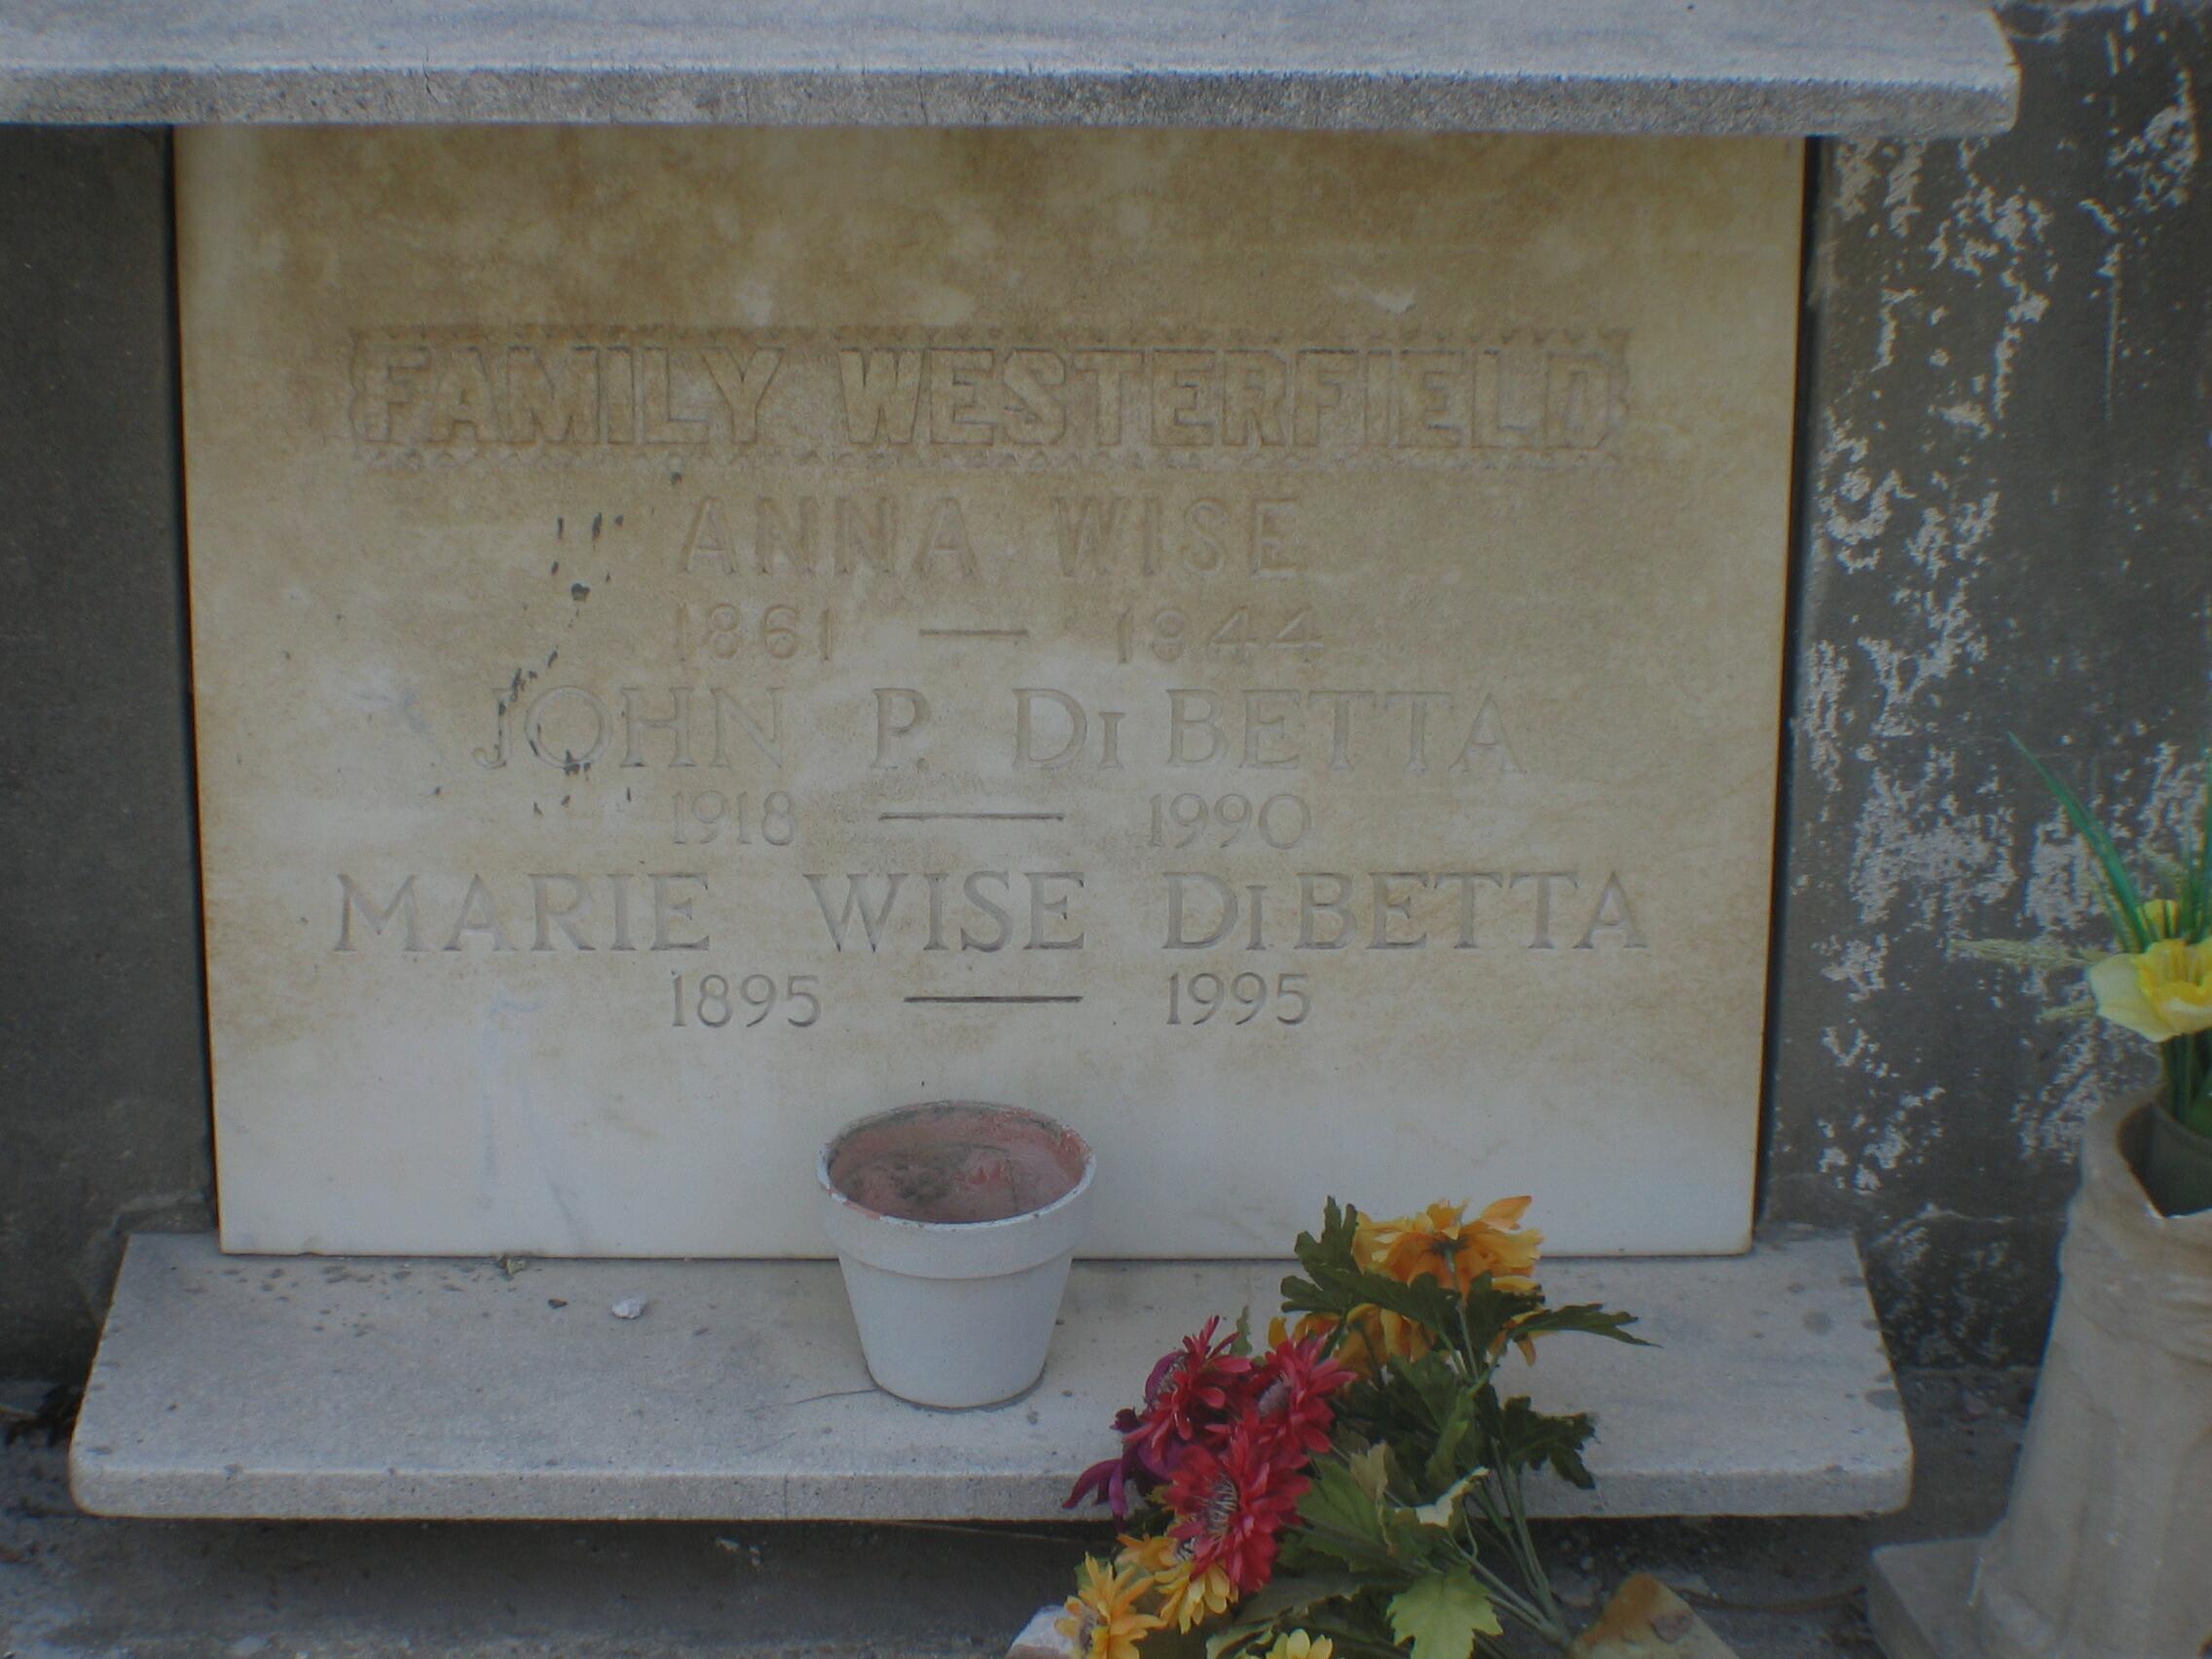 FAMILY WESTERFIELD
ANNA WISE
1861 — 1944
JOHN P. DI BETTA
1918 — 1990
MARIE WISE DI BETTA
1895 — 1995